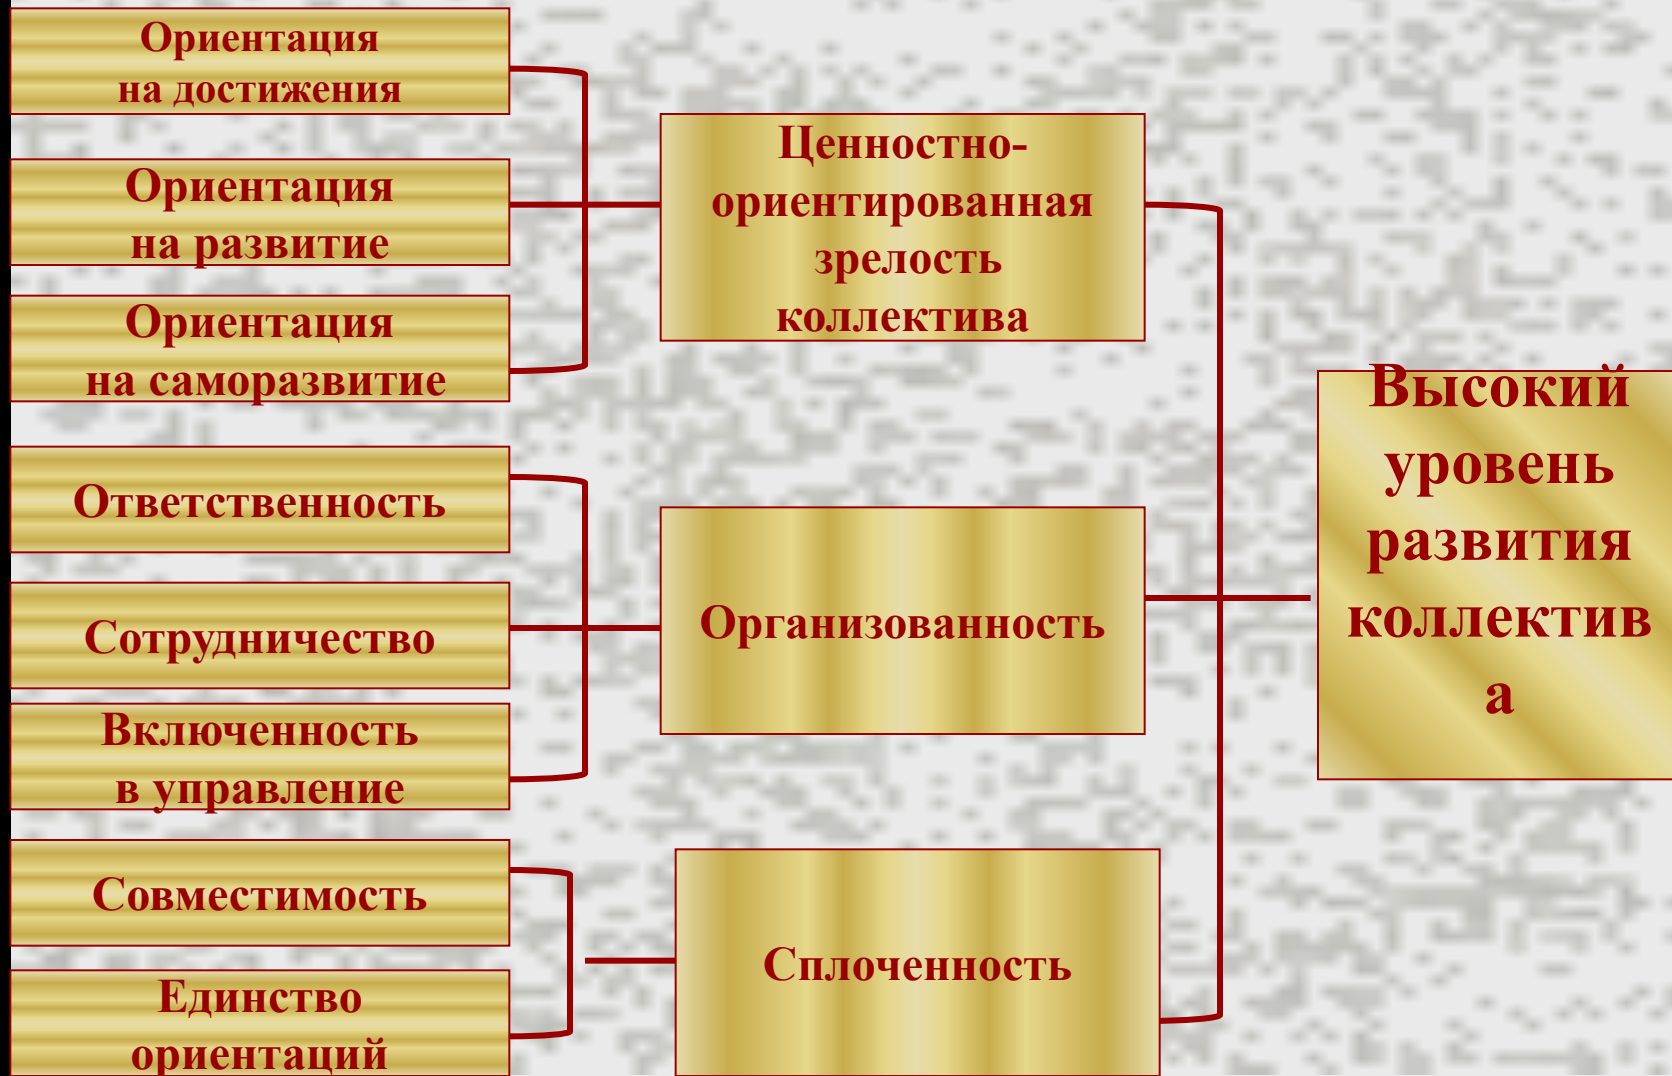 Ориентация
на достижения
Ориентация
на развитие
Ориентация
на саморазвитие
Ответственность
Сотрудничество
Включенность
в управление
Совместимость
Единство
ориентаций
Ценностно-
ориентированная
зрелость
коллектива
Организованность
Сплоченность
Высокий
уровень
развития
коллектив
а